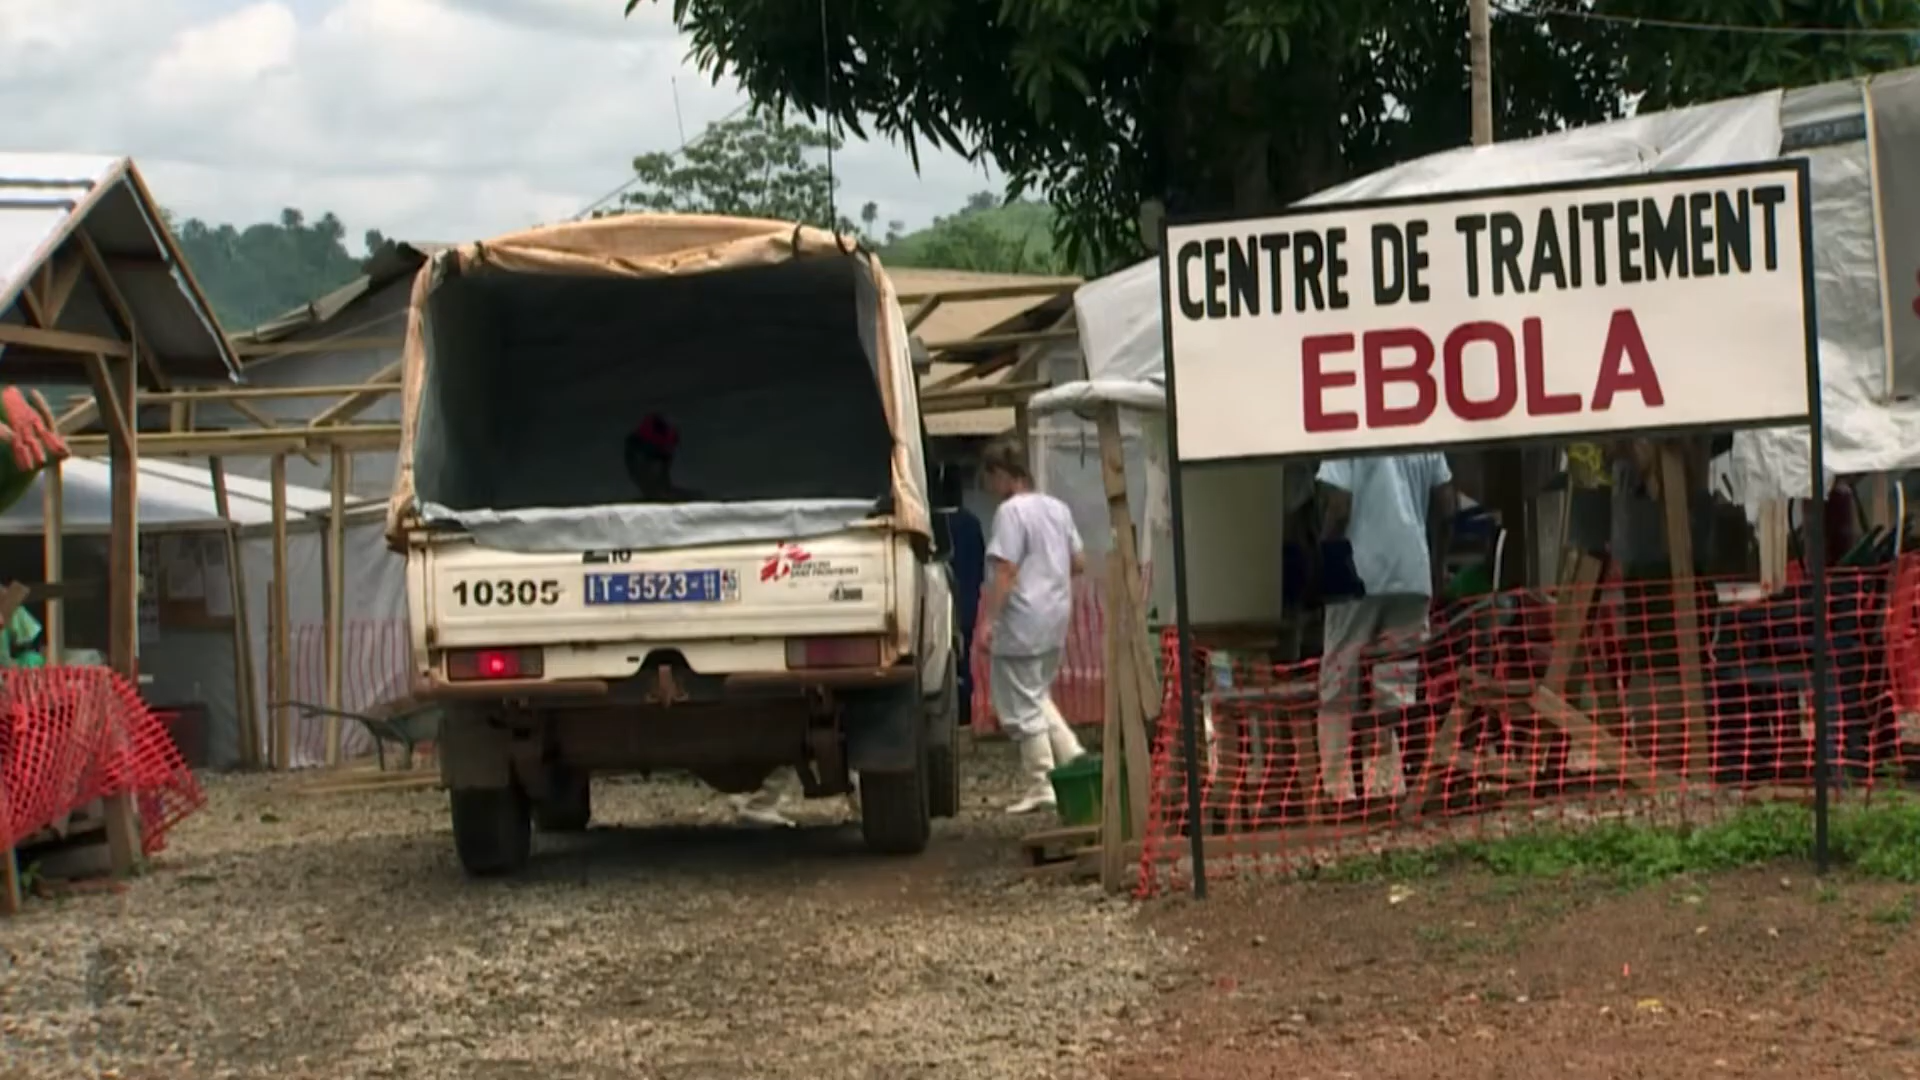 CENTRE DE TRAITEMENT
EBOLA
10305
IT-5523-